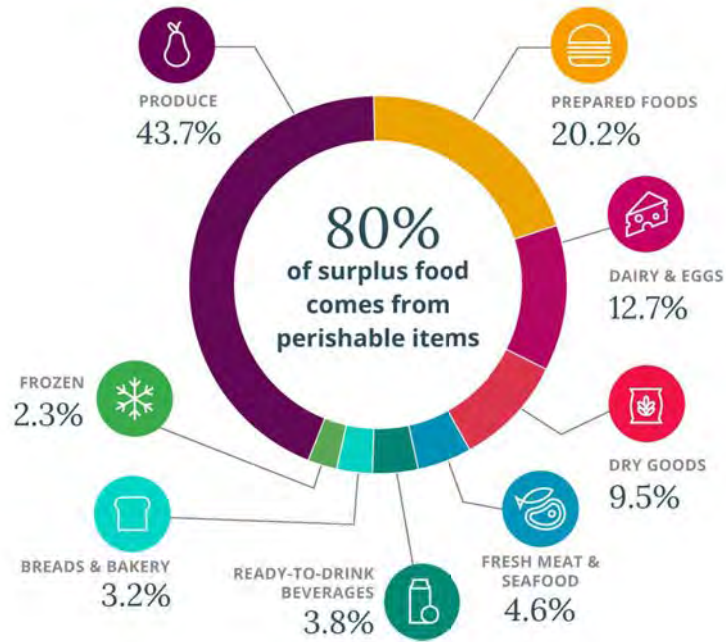 PRODUCE
43.7%
PREPARED FOODS
20.2%
80%
of surplus food
comes from
perishable items
DAIRY & EGGS
12.7%
FROZEN
2.3%
DRY GOODS
9.5%
BREADS & BAKERY
3.2%
READY-TO-DRINK
BEVERAGES
3.8%
FRESH MEAT &
SEAFOOD
4.6%